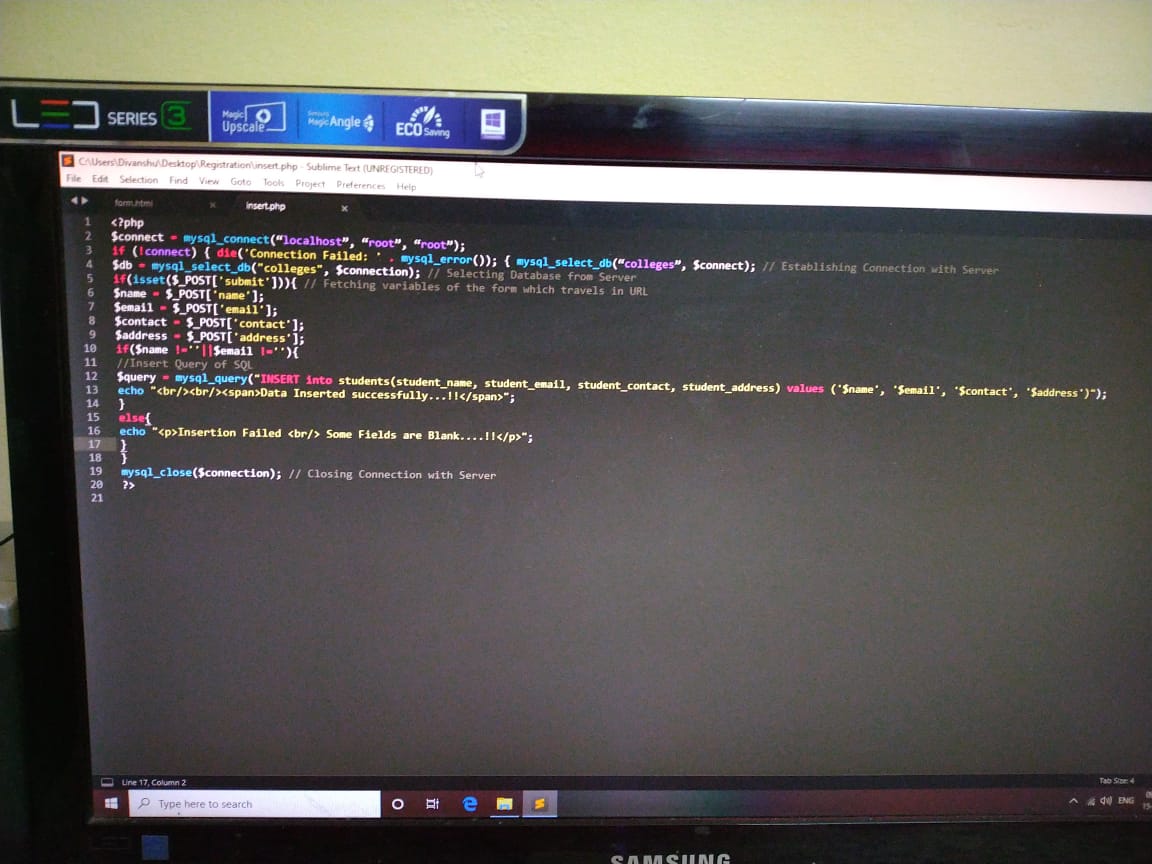 LED SERIES 3
Magic Upscale
Samsung Magic Angle
ECO Saving
C:\Users\Divanshu\Desktop\Registration\insert.php - Sublime Text (UNREGISTERED)
File Edit Selection Find View Goto Tools Project Preferences Help
form.html × insert.php ×
1 <?php
2 $connect = mysql_connect(“localhost”, “root”, “root”);
3 if (!connect) { die('Connection Failed: ' . mysql_error()); { mysql_select_db(“colleges”, $connect); // Establishing Connection with Server
4 $db = mysql_select_db("colleges", $connection); // Selecting Database from Server
5 if(isset($_POST['submit'])){ // Fetching variables of the form which travels in URL
6 $name = $_POST['name'];
7 $email = $_POST['email'];
8 $contact = $_POST['contact'];
9 $address = $_POST['address'];
10 if($name !=''||$email !=''){
11 //Insert Query of SQL
12 $query = mysql_query("INSERT into students(student_name, student_email, student_contact, student_address) values ('$name', '$email', '$contact', '$address')");
13 echo "<br/><br/><span>Data Inserted successfully...!!</span>";
14 }
15 else{
16 echo "<p>Insertion Failed <br/> Some Fields are Blank....!!</p>";
17 }
18 }
19 mysql_close($connection); // Closing Connection with Server
20 ?>
21
Line 17, Column 2 Tab Size: 4
Type here to search ENG
SAMSUNG